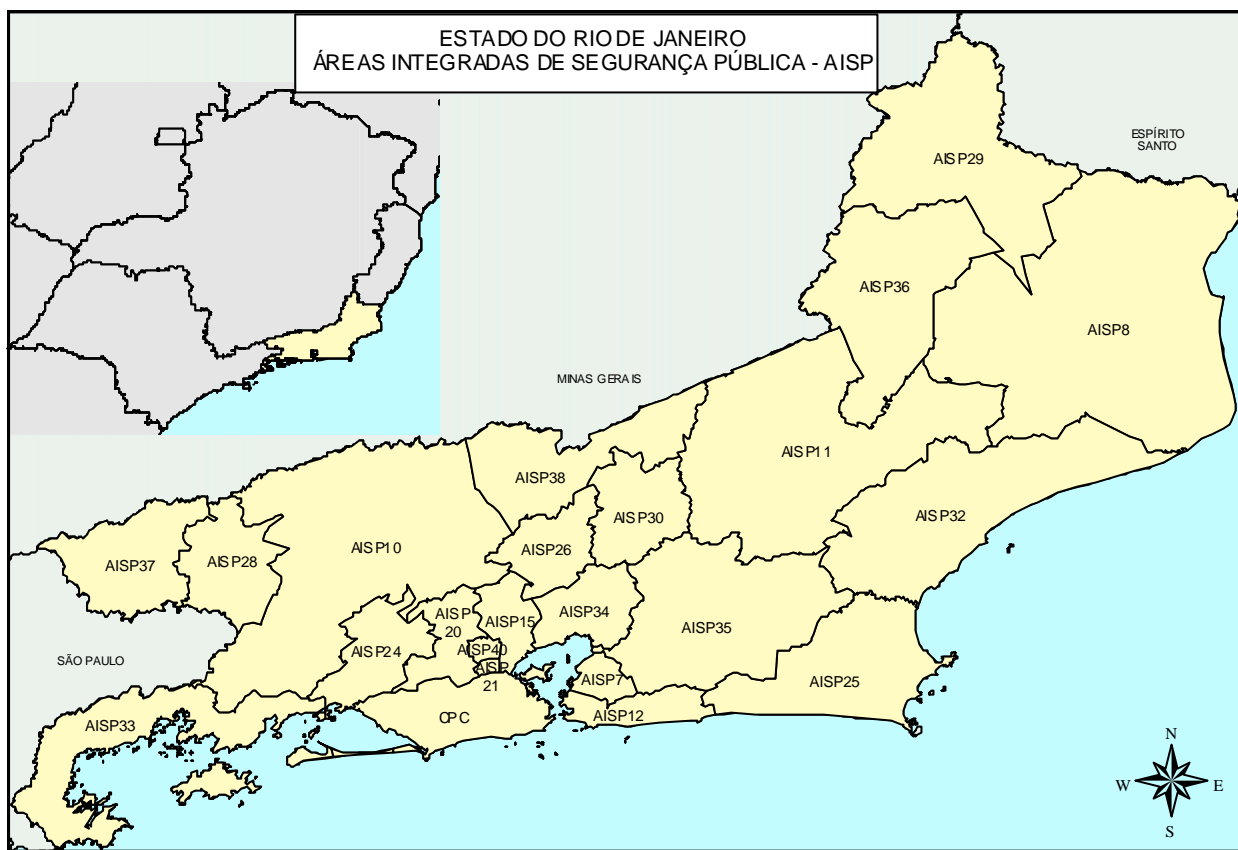 ESTADO DO RIO DE JANEIRO
ÁREAS INTEGRADAS DE SEGURANÇA PÚBLICA - AISP
ESPÍRITO
SANTO
AISP29
AISP36
AISP8
MINAS GERAIS
AISP11
AISP38
AISP30
AISP32
AISP10
AISP26
AISP28
AISP37
AISP
20
AISP15
AISP34
AISP35
AISP40
AISP24
SÃO PAULO
AISP
21
AISP7
AISP25
CPC
AISP12
AISP33
N
W
E
S